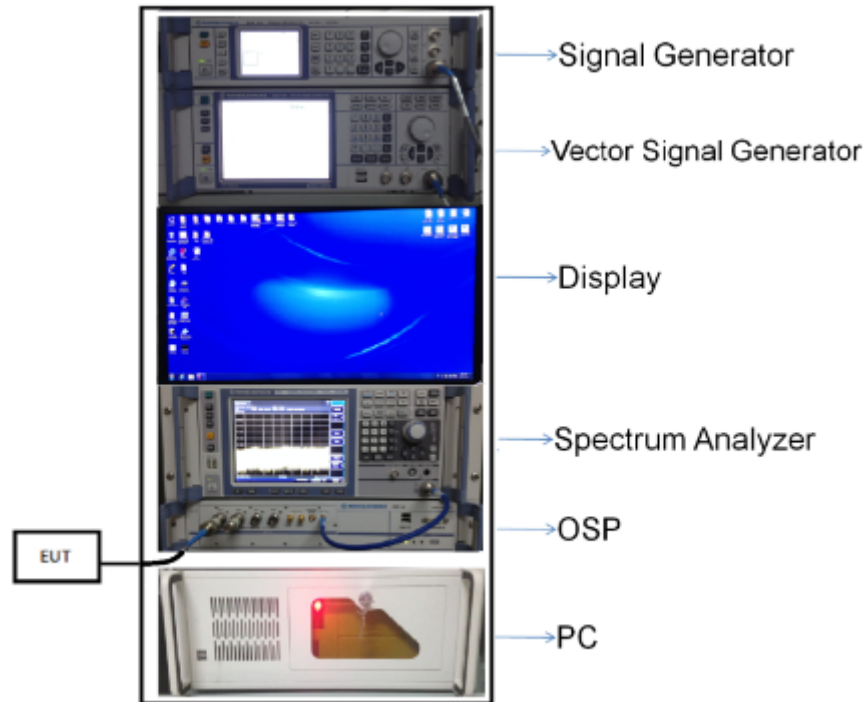 Signal Generator
Vector Signal Generator
Display
Spectrum Analyzer
OSP
EUT
PC